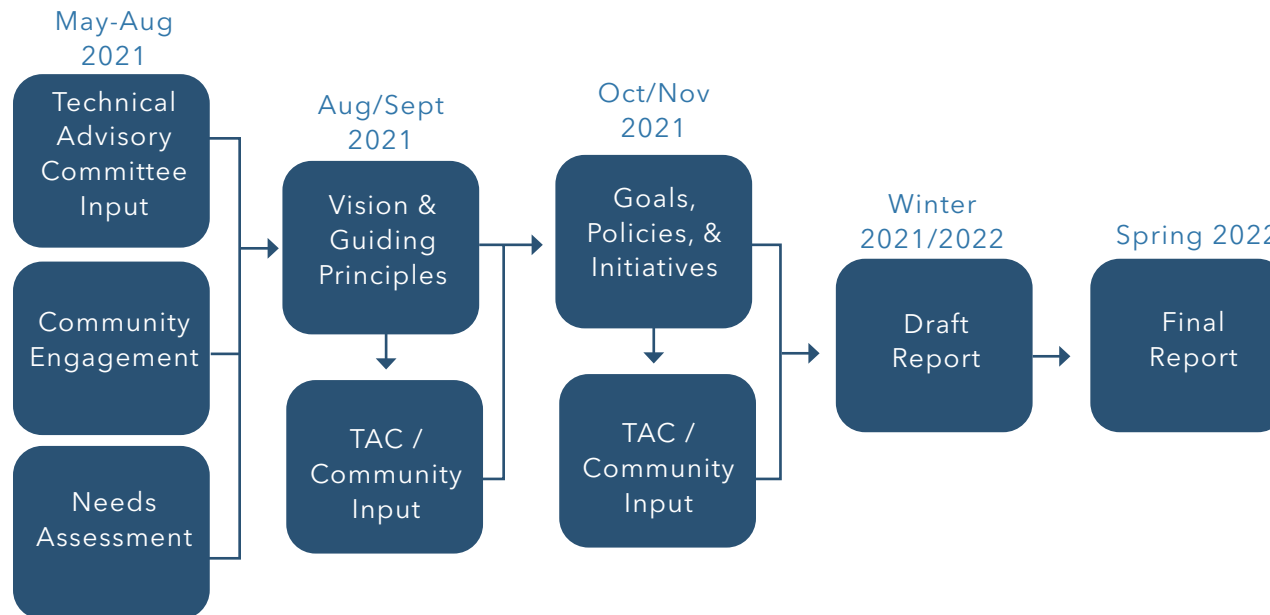 May-Aug
2021
Technical
Advisory
Committee
Input
Community
Engagement
Needs
Assessment
Aug/Sept
2021
Vision &
Guiding
Principles
TAC /
Community
Input
Oct/Nov
2021
Goals,
Policies, &
Initiatives
TAC /
Community
Input
Winter
2021/2022
Draft
Report
Spring 2022
Final
Report